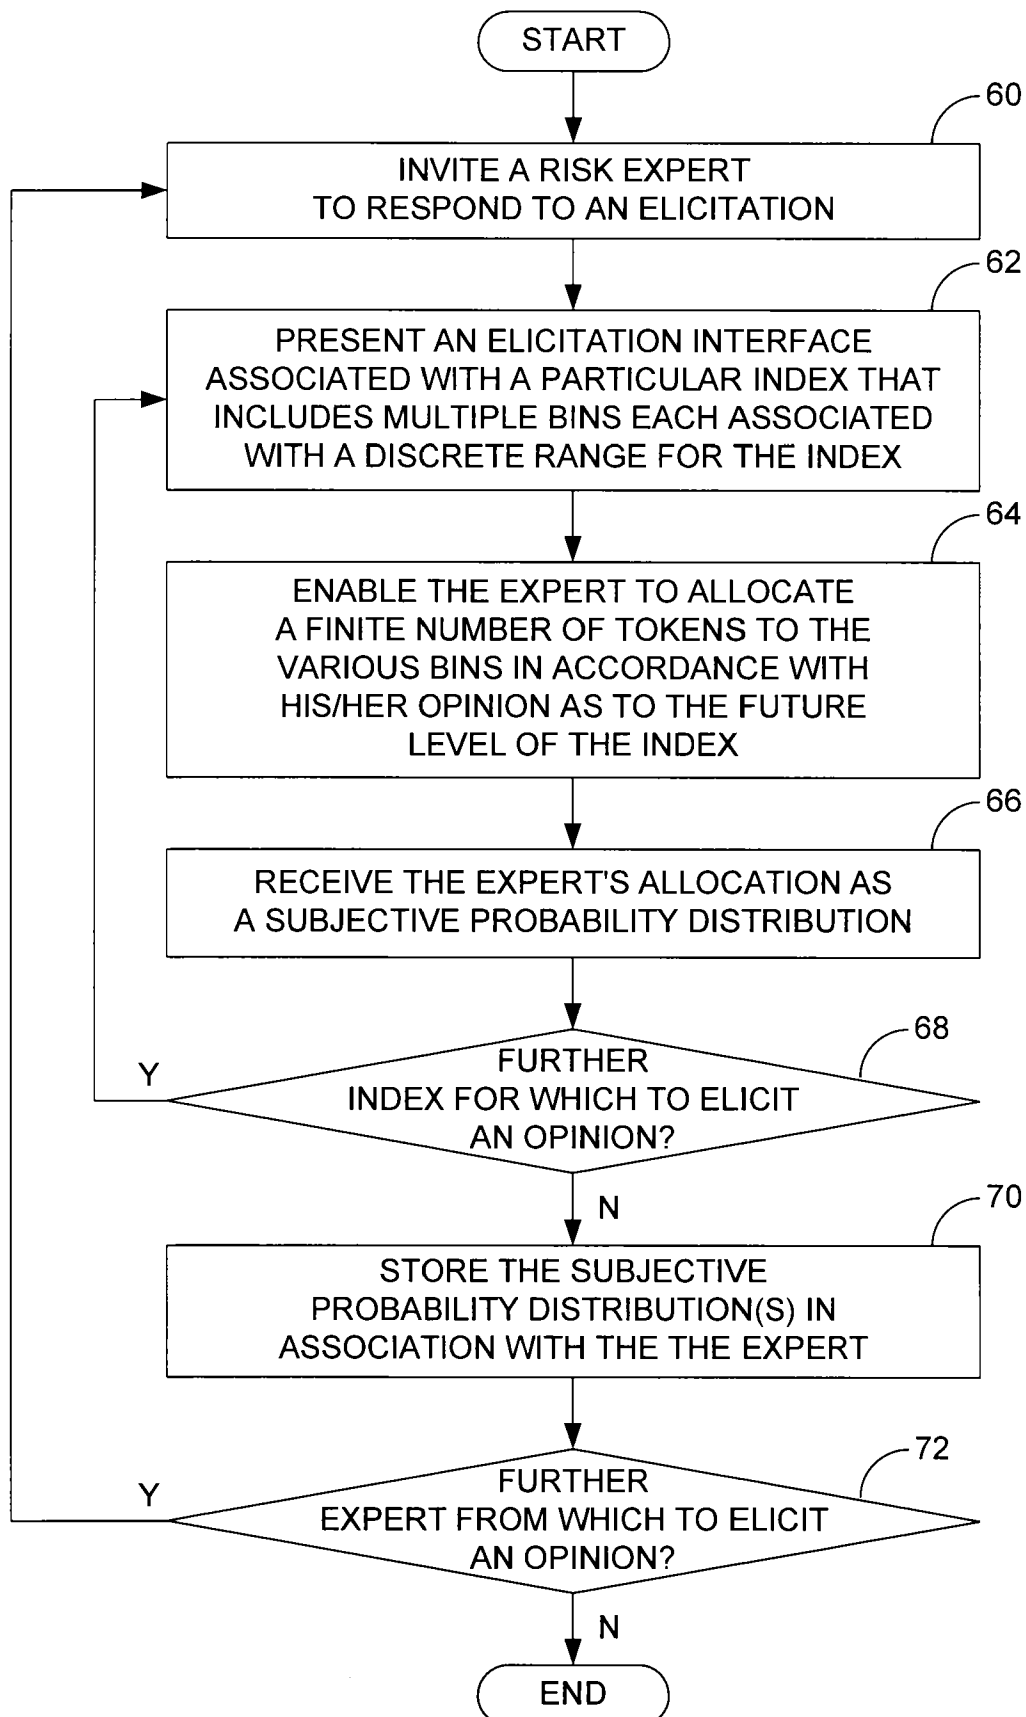 START
60
INVITE A RISK EXPERT
TO RESPOND TO AN ELICITATION
62
PRESENT AN ELICITATION INTERFACE
ASSOCIATED WITH A PARTICULAR INDEX THAT
INCLUDES MULTIPLE BINS EACH ASSOCIATED
WITH A DISCRETE RANGE FOR THE INDEX
64
ENABLE THE EXPERT TO ALLOCATE
A FINITE NUMBER OF TOKENS TO THE
VARIOUS BINS IN ACCORDANCE WITH
HIS/HER OPINION AS TO THE FUTURE
LEVEL OF THE INDEX
66
RECEIVE THE EXPERT'S ALLOCATION AS
A SUBJECTIVE PROBABILITY DISTRIBUTION
68
FURTHER
INDEX FOR WHICH TO ELICIT
AN OPINION?
Y
N
70
STORE THE SUBJECTIVE
PROBABILITY DISTRIBUTION(S) IN
ASSOCIATION WITH THE THE EXPERT
72
FURTHER
EXPERT FROM WHICH TO ELICIT
AN OPINION?
Y
N
END